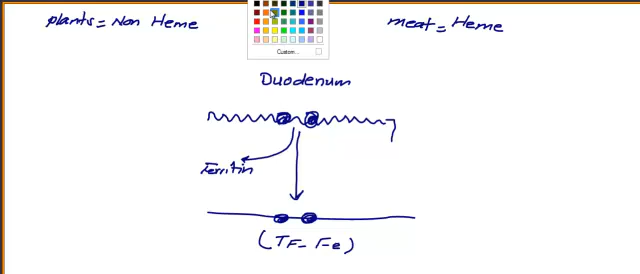 plants = Non Heme
meat = Heme
Custom...
Duodenum
Ferritin
(TF- Fe)